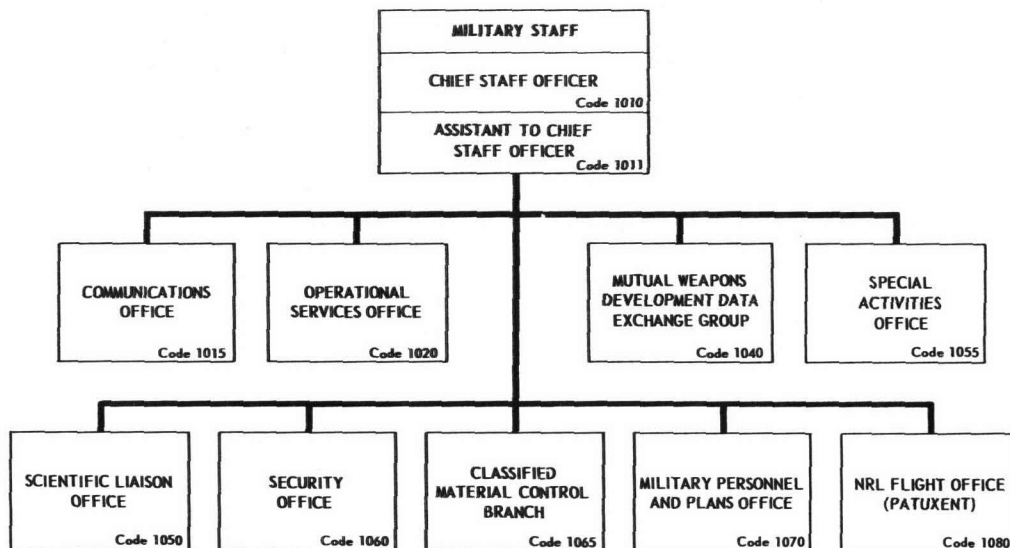 MILITARY STAFF
CHIEF STAFF OFFICER
Code 1010
ASSISTANT TO CHIEF
STAFF OFFICER
Code 1011
COMMUNICATIONS
OFFICE
Code 1015
OPERATIONAL
SERVICES OFFICE
Code 1020
MUTUAL WEAPONS
DEVELOPMENT DATA
EXCHANGE GROUP
Code 1040
SPECIAL
ACTIVITIES
OFFICE
Code 1055
SCIENTIFIC LIAISON
OFFICE
Code 1050
SECURITY
OFFICE
Code 1060
CLASSIFIED
MATERIAL CONTROL
BRANCH
Code 1065
MILITARY PERSONNEL
AND PLANS OFFICE
Code 1070
NRL FLIGHT OFFICE
(PATUXENT)
Code 1080